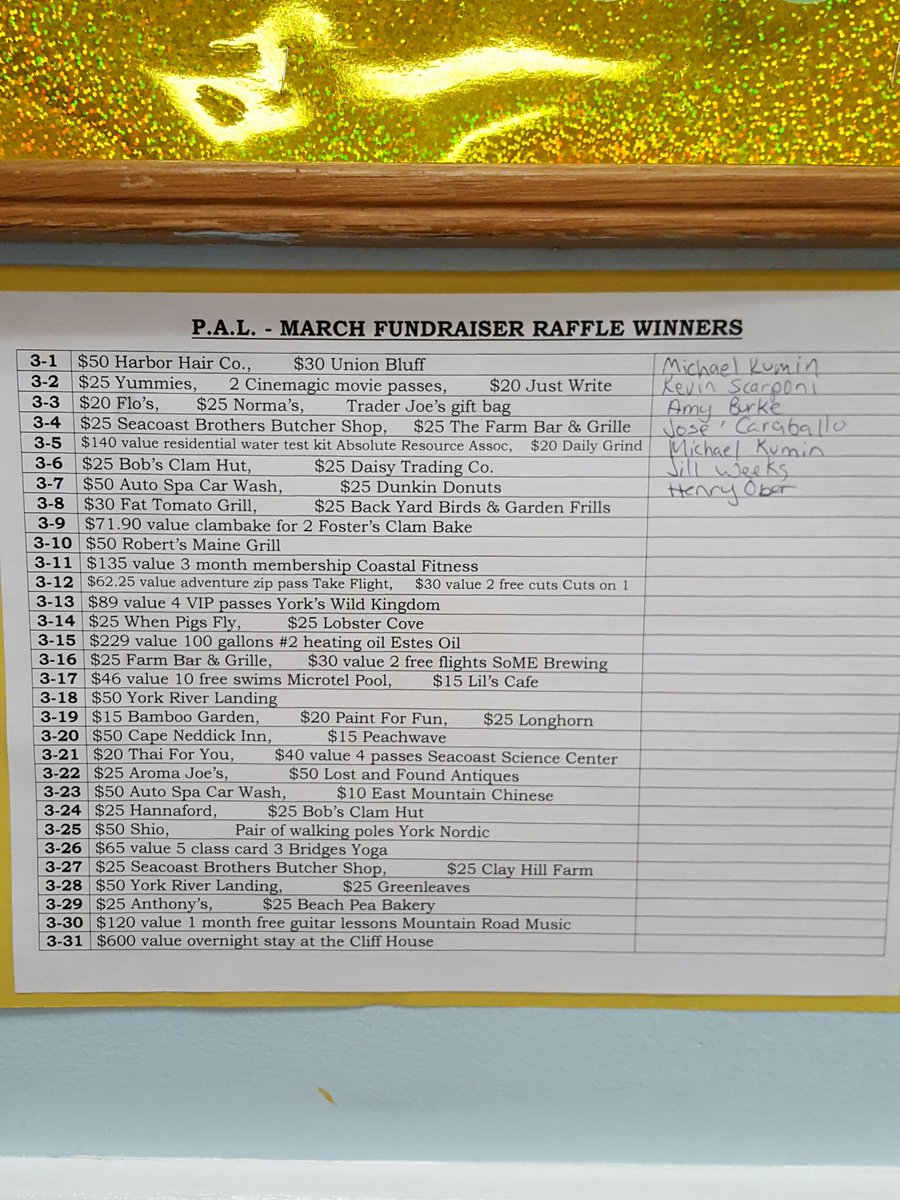 P.A.L. - MARCH FUNDRAISER RAFFLE WINNERS
3-1 $50 Harbor Hair Co., $30 Union Bluff Michael Kumin
3-2 $25 Yummies, 2 Cinemagic movie passes, $20 Just Write Kevin Scarponi
3-3 $20 Flo's, $25 Norma's, Trader Joe's gift bag Amy Burke
3-4 $25 Seacoast Brothers Butcher Shop, $25 The Farm Bar & Grille José Caraballo
3-5 $140 value residential water test kit Absolute Resource Assoc, $20 Daily Grind Michael Kumin
3-6 $25 Bob's Clam Hut, $25 Daisy Trading Co. Jill Weeks
3-7 $50 Auto Spa Car Wash, $25 Dunkin Donuts Henry Ober
3-8 $30 Fat Tomato Grill, $25 Back Yard Birds & Garden Frills
3-9 $71.90 value clambake for 2 Foster's Clam Bake
3-10 $50 Robert's Maine Grill
3-11 $135 value 3 month membership Coastal Fitness
3-12 $62.25 value adventure zip pass Take Flight, $30 value 2 free cuts Cuts on 1
3-13 $89 value 4 VIP passes York's Wild Kingdom
3-14 $25 When Pigs Fly, $25 Lobster Cove
3-15 $229 value 100 gallons #2 heating oil Estes Oil
3-16 $25 Farm Bar & Grille, $30 value 2 free flights SoME Brewing
3-17 $46 value 10 free swims Microtel Pool, $15 Lil's Cafe
3-18 $50 York River Landing
3-19 $15 Bamboo Garden, $20 Paint For Fun, $25 Longhorn
3-20 $50 Cape Neddick Inn, $15 Peachwave
3-21 $20 Thai For You, $40 value 4 passes Seacoast Science Center
3-22 $25 Aroma Joe's, $50 Lost and Found Antiques
3-23 $50 Auto Spa Car Wash, $10 East Mountain Chinese
3-24 $25 Hannaford, $25 Bob's Clam Hut
3-25 $50 Shio, Pair of walking poles York Nordic
3-26 $65 value 5 class card 3 Bridges Yoga
3-27 $25 Seacoast Brothers Butcher Shop, $25 Clay Hill Farm
3-28 $50 York River Landing, $25 Greenleaves
3-29 $25 Anthony's, $25 Beach Pea Bakery
3-30 $120 value 1 month free guitar lessons Mountain Road Music
3-31 $600 value overnight stay at the Cliff House